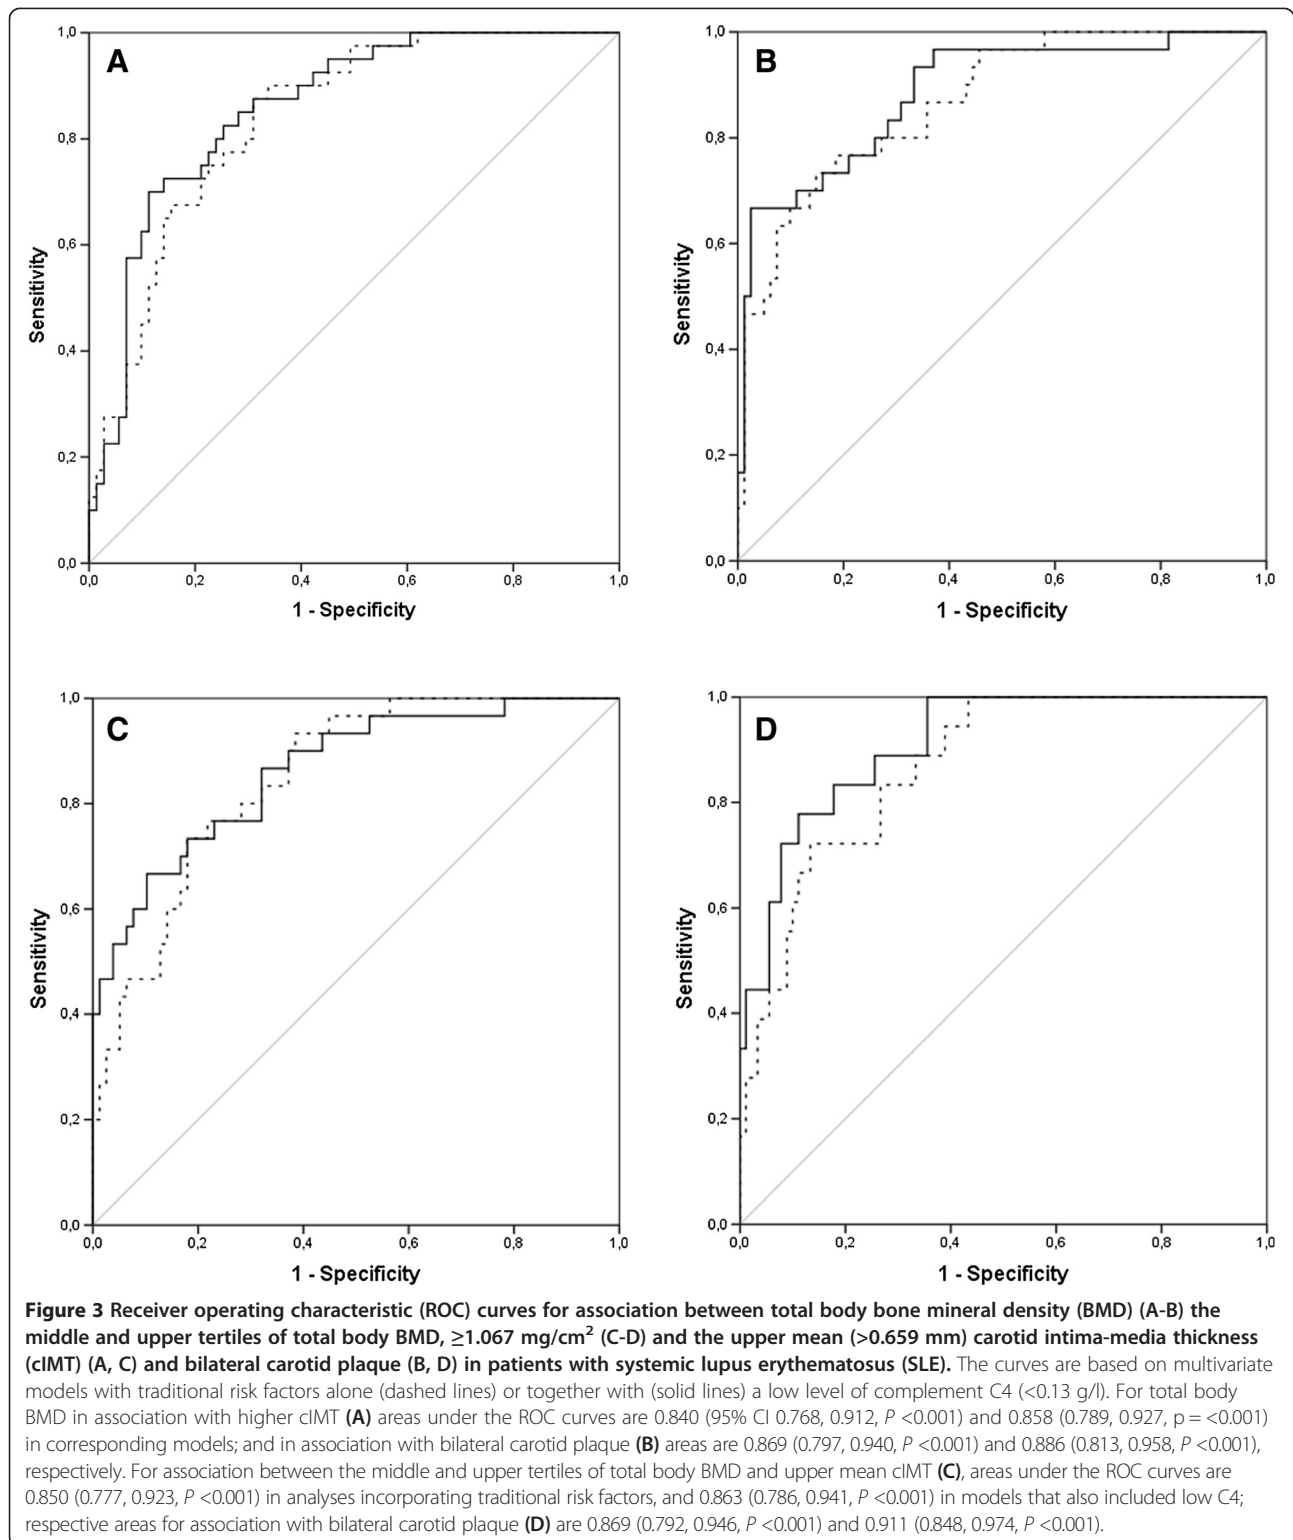 A
1,0
0,8
0,6
0,4
0,2
0,0
Sensitivity
0,0 0,2 0,4 0,6 0,8 1,0
1 - Specificity
B
1,0
0,8
0,6
0,4
0,2
0,0
Sensitivity
0,0 0,2 0,4 0,6 0,8 1,0
1 - Specificity
C
1,0
0,8
0,6
0,4
0,2
0,0
Sensitivity
0,0 0,2 0,4 0,6 0,8 1,0
1 - Specificity
D
1,0
0,8
0,6
0,4
0,2
0,0
Sensitivity
0,0 0,2 0,4 0,6 0,8 1,0
1 - Specificity
Figure 3 Receiver operating characteristic (ROC) curves for association between total body bone mineral density (BMD) (A-B) the
middle and upper tertiles of total body BMD, ≥1.067 mg/cm² (C-D) and the upper mean (>0.659 mm) carotid intima-media thickness
(cIMT) (A, C) and bilateral carotid plaque (B, D) in patients with systemic lupus erythematosus (SLE). The curves are based on multivariate
models with traditional risk factors alone (dashed lines) or together with (solid lines) a low level of complement C4 (<0.13 g/l). For total body
BMD in association with higher cIMT (A) areas under the ROC curves are 0.840 (95% CI 0.768, 0.912, P <0.001) and 0.858 (0.789, 0.927, p = <0.001)
in corresponding models; and in association with bilateral carotid plaque (B) areas are 0.869 (0.797, 0.940, P <0.001) and 0.886 (0.813, 0.958, P <0.001),
respectively. For association between the middle and upper tertiles of total body BMD and upper mean cIMT (C), areas under the ROC curves are
0.850 (0.777, 0.923, P <0.001) in analyses incorporating traditional risk factors, and 0.863 (0.786, 0.941, P <0.001) in models that also included low C4;
respective areas for association with bilateral carotid plaque (D) are 0.869 (0.792, 0.946, P <0.001) and 0.911 (0.848, 0.974, P <0.001).